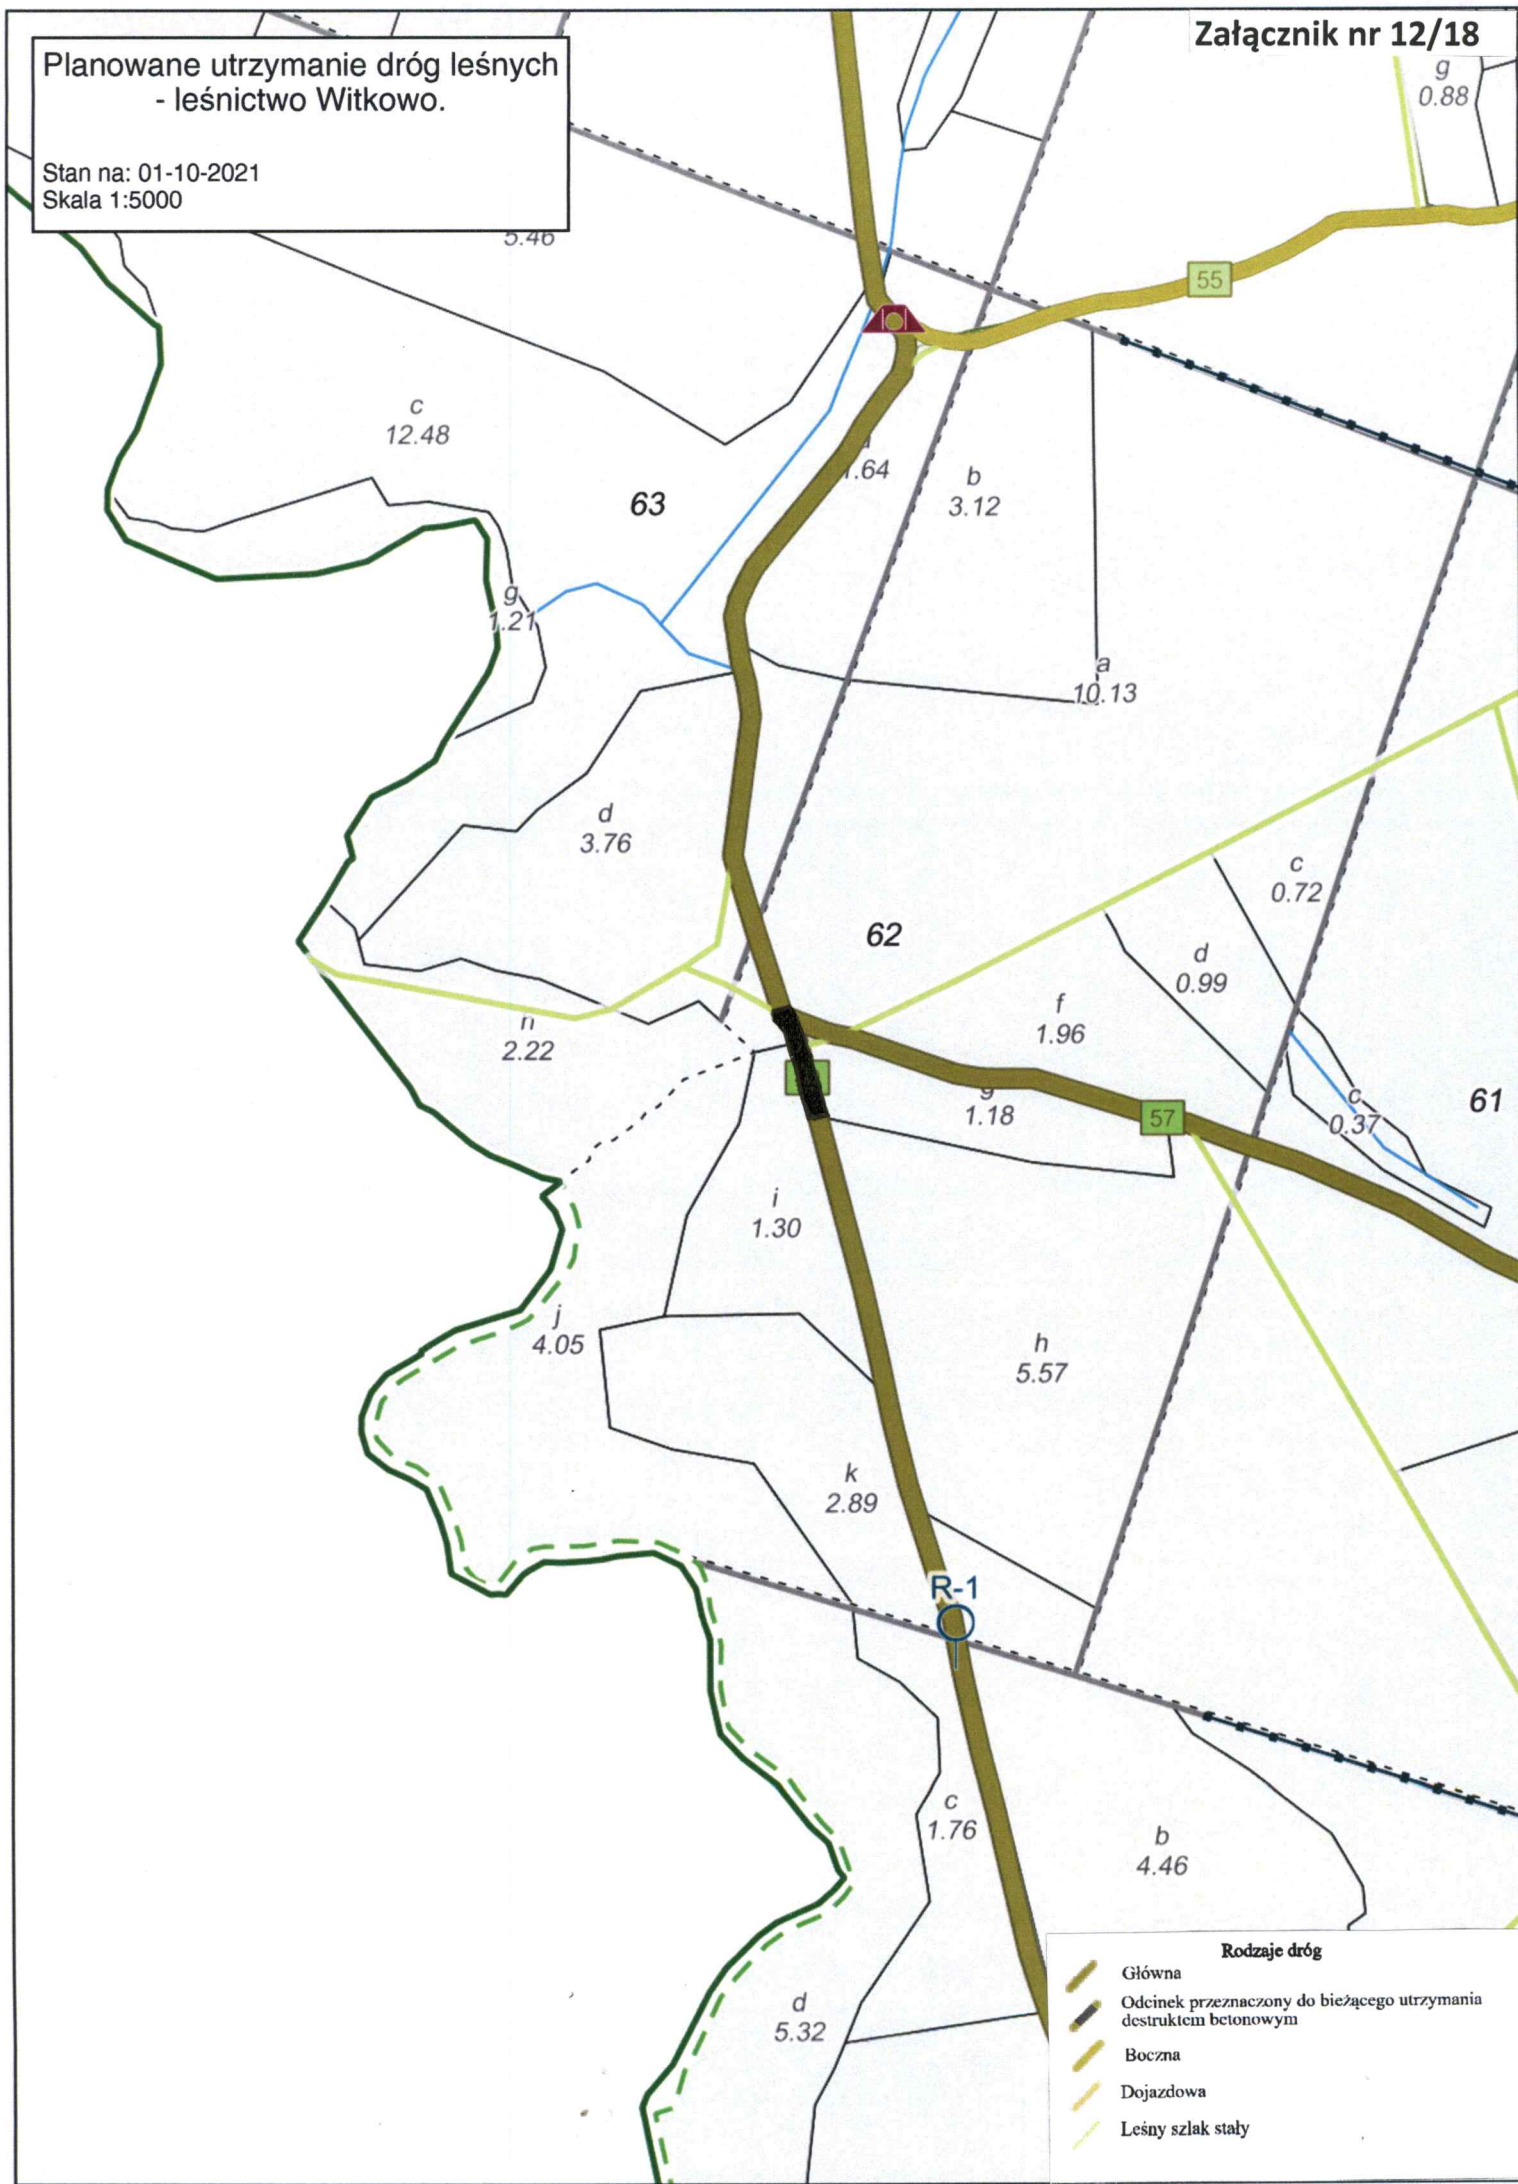 Załącznik nr 12/18
Planowane utrzymanie dróg leśnych
- leśnictwo Witkowo.
Stan na: 01-10-2021
Skala 1:5000
g
0.88
5.46
55
c
12.48
.64
b
3.12
63
g
1.21
a
10.13
d
3.76
c
0.72
62
d
0.99
f
1.96
2.22
g
1.18
57
c
0.37
61
i
1.30
j
4.05
h
5.57
k
2.89
R-1
c
1.76
b
4.46
d
5.32
Rodzaje dróg
Główna
Odcinek przeznaczony do bieżącego utrzymania
destruktem betonowym
Boczna
Dojazdowa
Leśny szlak stały